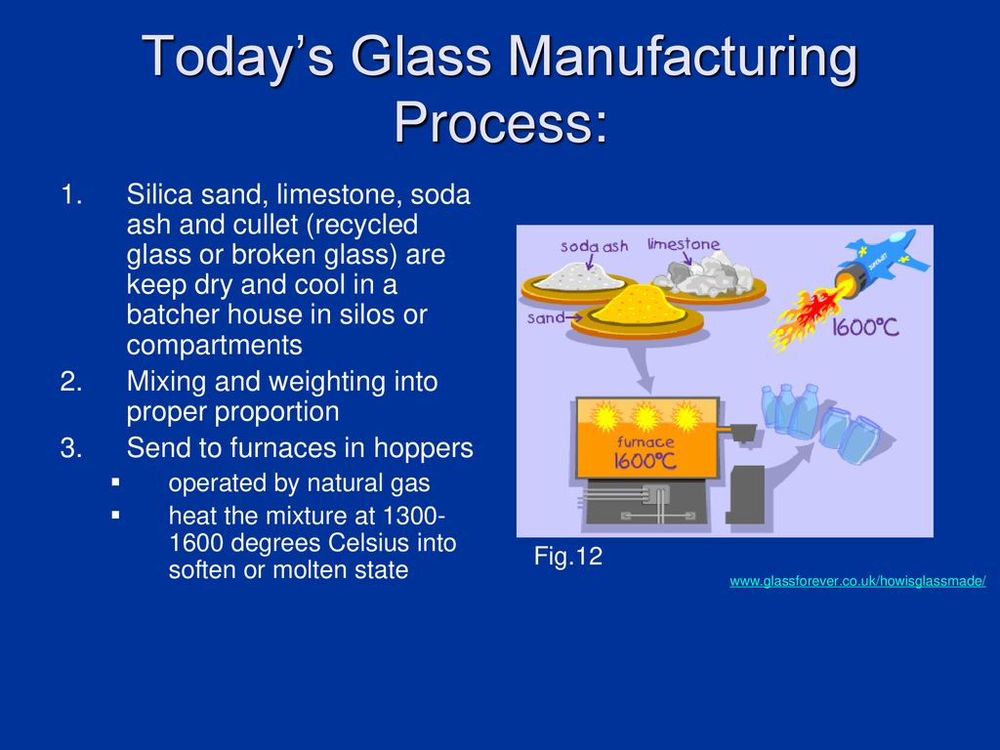 Today's Glass Manufacturing
Process:
1. Silica sand, limestone, soda
ash and cullet (recycled
glass or broken glass) are
keep dry and cool in a
batcher house in silos or
compartments
2. Mixing and weighting into
proper proportion
3. Send to furnaces in hoppers
▪ operated by natural gas
▪ heat the mixture at 1300-
1600 degrees Celsius into
soften or molten state
soda ash
limestone
sand
1600°C
furnace
1600°C
Fig.12
www.glassforever.co.uk/howisglassmade/